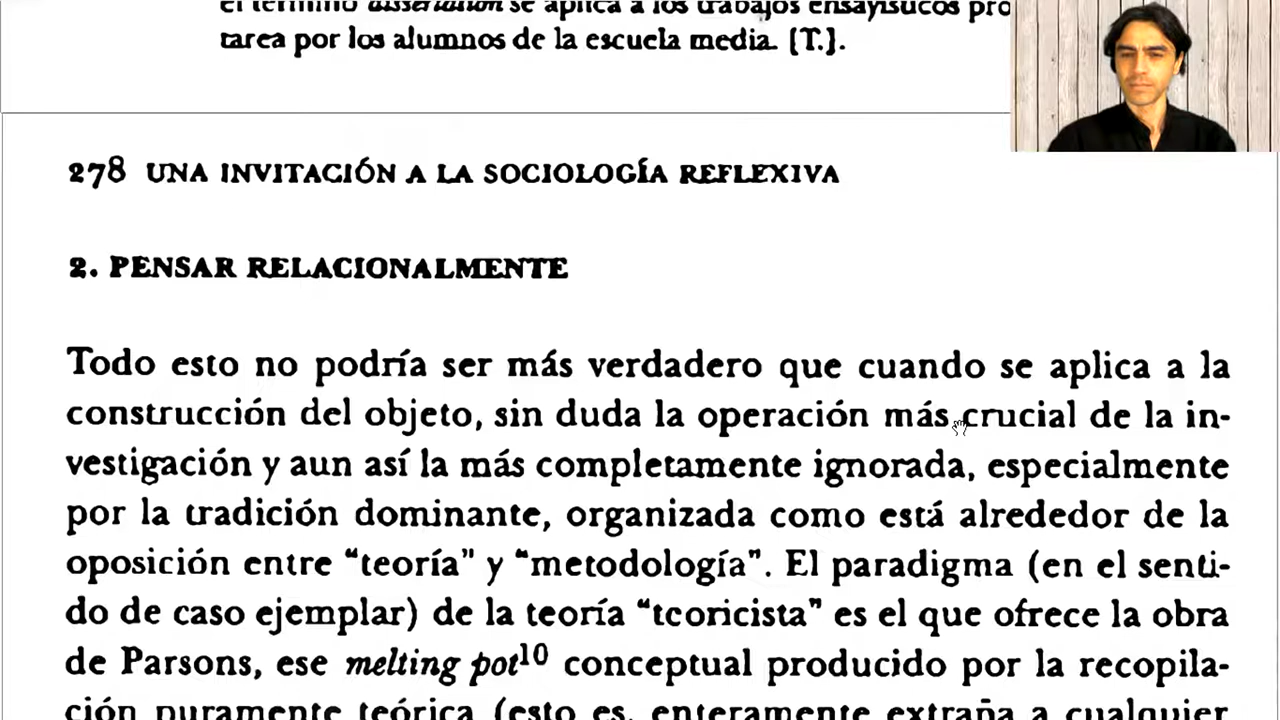 el término dissertation se aplica a los trabajos ensayísticos pro
tarea por los alumnos de la escuela media. [T.].
278 UNA INVITACIÓN A LA SOCIOLOGÍA REFLEXIVA
2. PENSAR RELACIONALMENTE
Todo esto no podría ser más verdadero que cuando se aplica a la
construcción del objeto, sin duda la operación más crucial de la in-
vestigación y aun así la más completamente ignorada, especialmente
por la tradición dominante, organizada como está alrededor de la
oposición entre “teoría” y “metodología”. El paradigma (en el senti-
do de caso ejemplar) de la teoría “teoricista” es el que ofrece la obra
de Parsons, ese melting pot10 conceptual producido por la recopila-
ción puramente teórica (esto es, enteramente extraña a cualquier